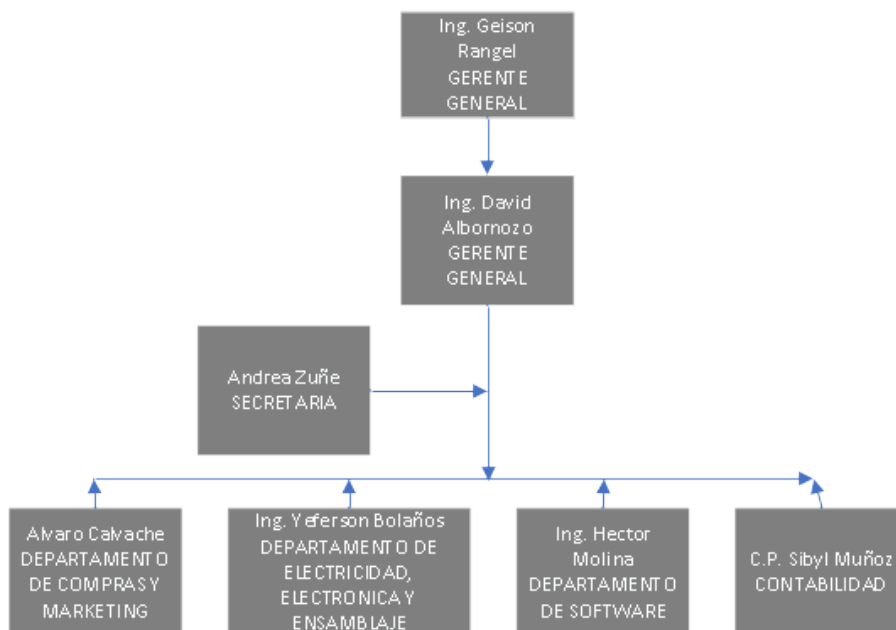 Ing. Geison
Rangel
GERENTE
GENERAL
Ing. David
Albornozo
GERENTE
GENERAL
Andrea Zuñe
SECRETARIA
Alvaro Calvache
DEPARTAMENTO
DE COMPRAS Y
MARKETING
Ing. Yeferson Bolaños
DEPARTAMENTO DE
ELECTRICIDAD,
ELECTRONICA Y
ENSAMBLAJE
Ing. Hector
Molina
DEPARTAMENTO
DE SOFTWARE
C.P. Sibyl Muñoz
CONTABILIDAD